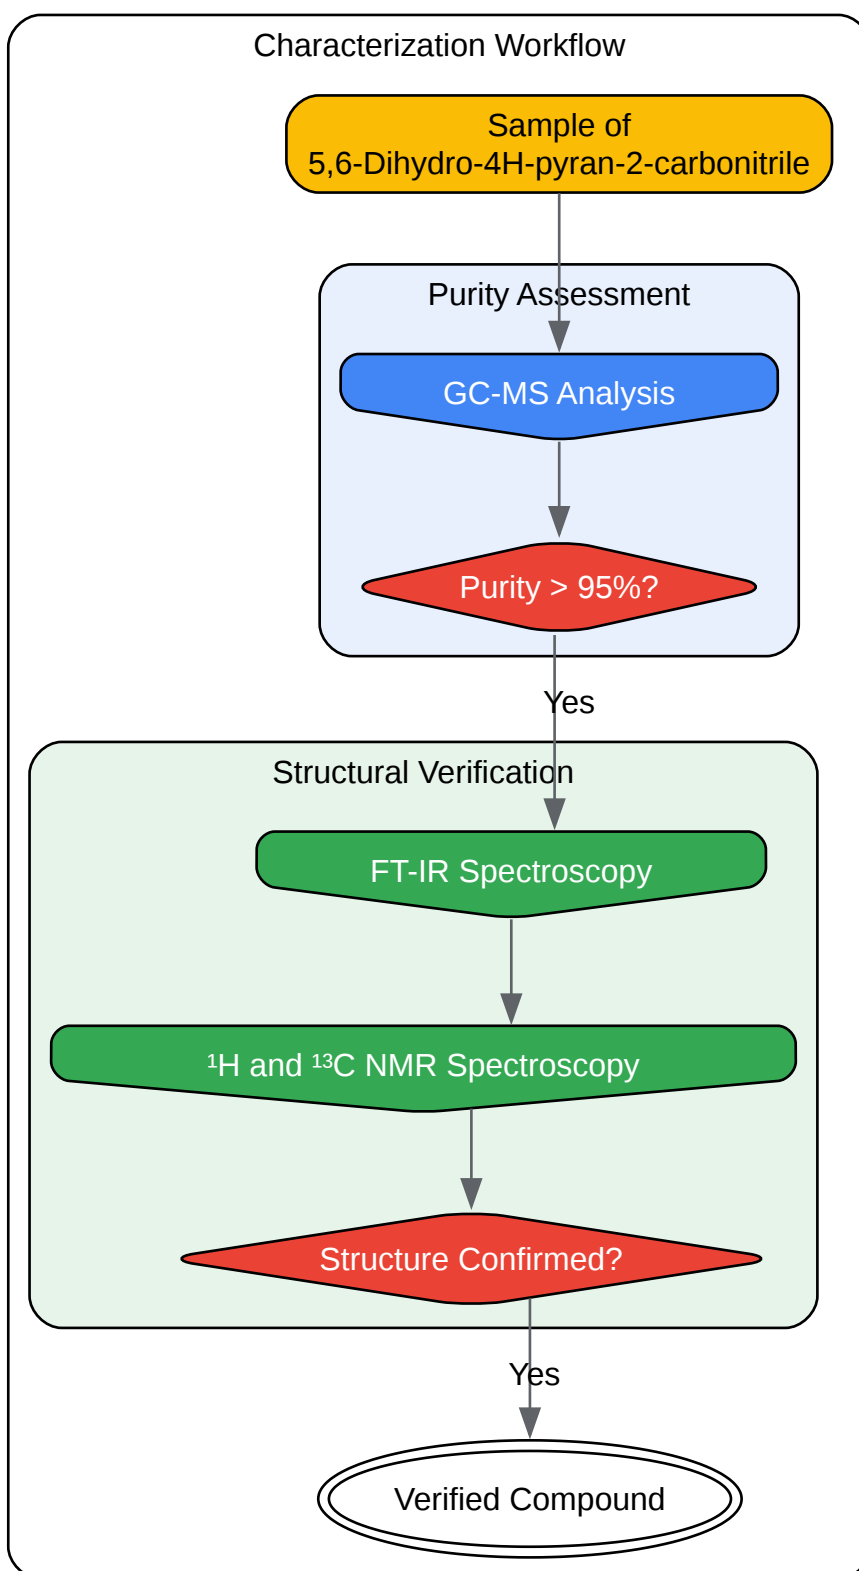 Characterization Workflow
Sample of
5,6-Dihydro-4H-pyran-2-carbonitrile
Purity Assessment
GC-MS Analysis
Purity > 95%?
Yes
Structural Verification
FT-IR Spectroscopy
¹H and ¹³C NMR Spectroscopy
Structure Confirmed?
Yes
Verified Compound